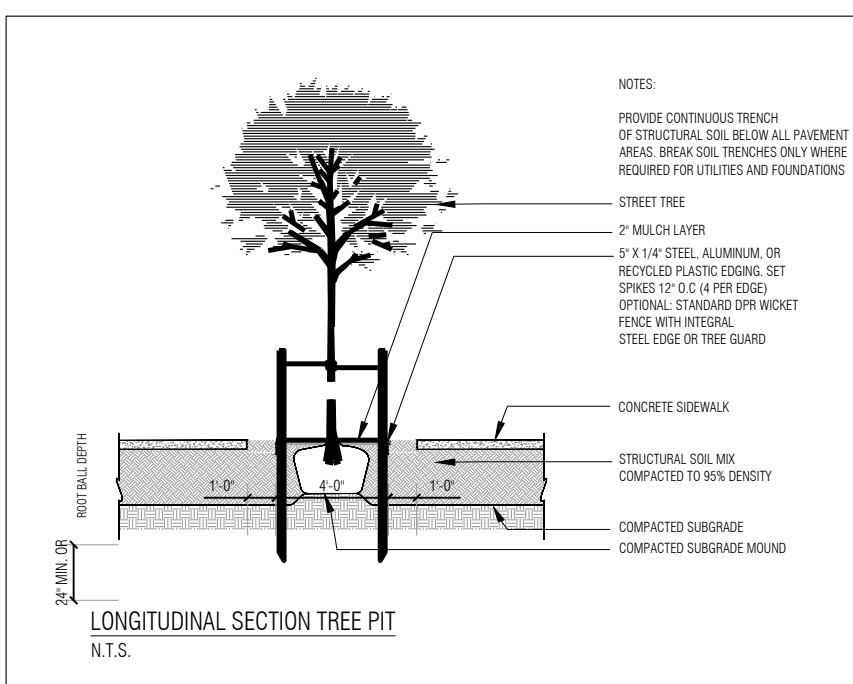 NOTES:
PROVIDE CONTINUOUS TRENCH
OF STRUCTURAL SOIL BELOW ALL PAVEMENT
AREAS. BREAK SOIL TRENCHES ONLY WHERE
REQUIRED FOR UTILITIES AND FOUNDATIONS
STREET TREE
2" MULCH LAYER
5" X 1/4" STEEL, ALUMINUM, OR
RECYCLED PLASTIC EDGING. SET
SPIKES 12" O.C (4 PER EDGE)
OPTIONAL: STANDARD DPR WICKET
FENCE WITH INTEGRAL
STEEL EDGE OR TREE GUARD
CONCRETE SIDEWALK
STRUCTURAL SOIL MIX
COMPACTED TO 95% DENSITY
COMPACTED SUBGRADE
COMPACTED SUBGRADE MOUND
1'-0"
4'-0"
1'-0"
24" MIN. OR
ROOT BALL DEPTH
LONGITUDINAL SECTION TREE PIT
N.T.S.